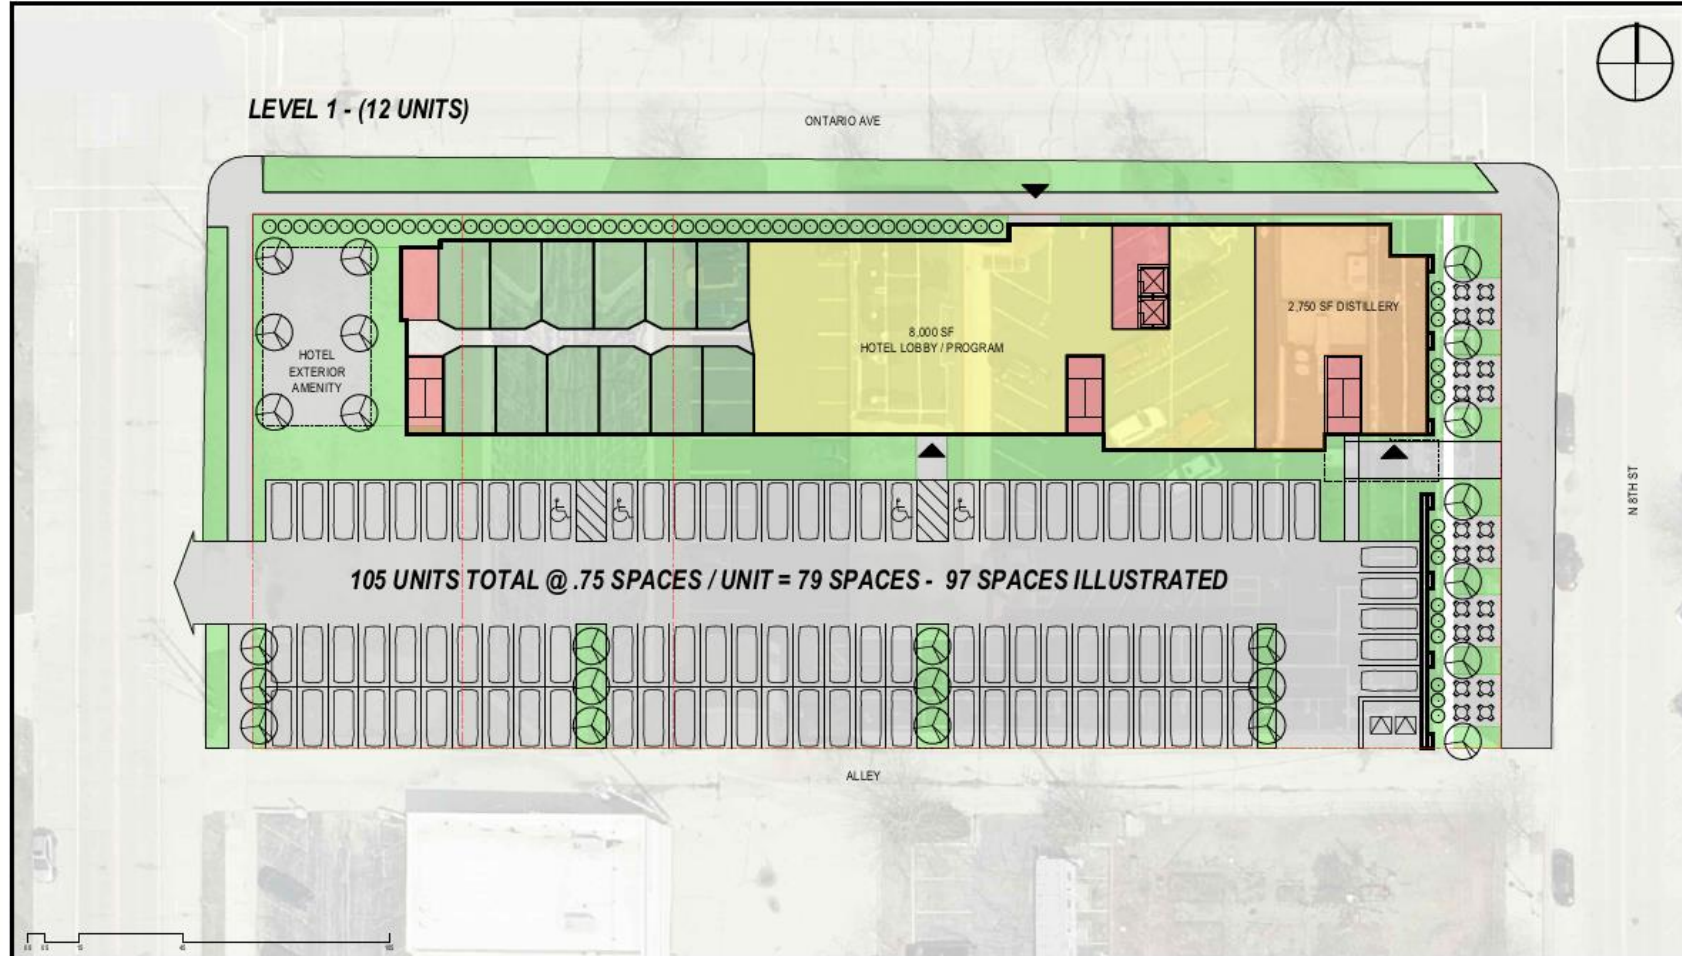 LEVEL 1 - (12 UNITS)
ONTARIO AVE
2,750 SF DISTILLERY
8,000 SF
HOTEL LOBBY / PROGRAM
HOTEL
EXTERIOR
AMENITY
N 8TH ST
105 UNITS TOTAL @ .75 SPACES / UNIT = 79 SPACES - 97 SPACES ILLUSTRATED
ALLEY